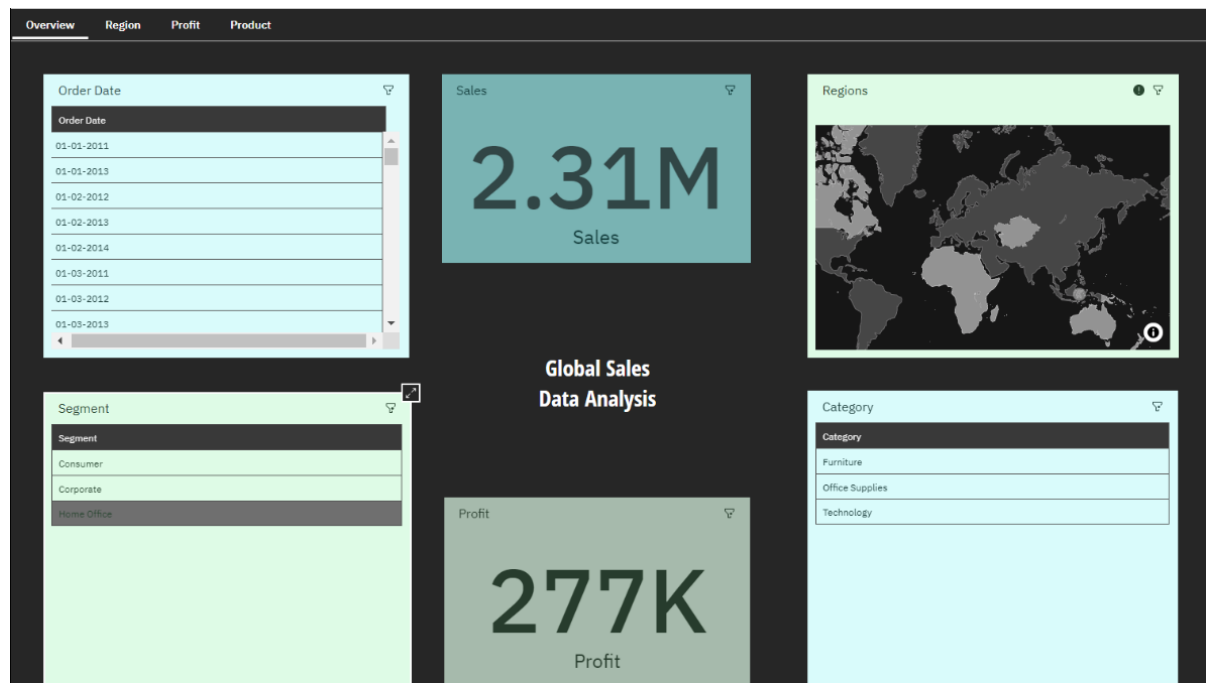 Overview Region Profit Product
Order Date
Order Date
01-01-2011
01-01-2013
01-02-2012
01-02-2013
01-02-2014
01-03-2011
01-03-2012
01-03-2013
Sales
2.31M
Sales
Regions
Global Sales
Data Analysis
Segment
Segment
Consumer
Corporate
Home Office
Profit
277K
Profit
Category
Category
Furniture
Office Supplies
Technology